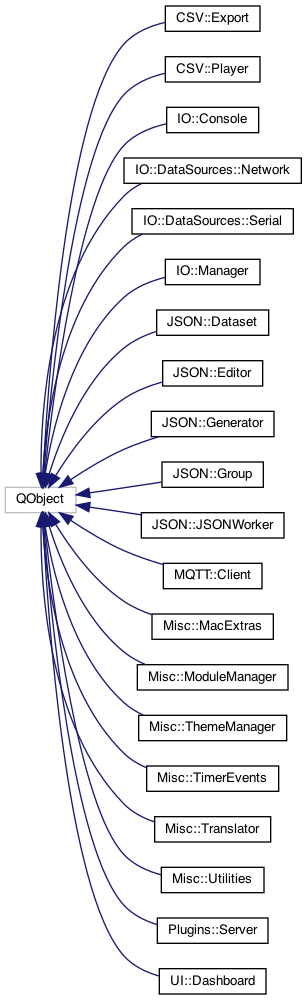 CSV::Export
CSV::Player
IO::Console
IO::DataSources::Network
IO::DataSources::Serial
IO::Manager
JSON::Dataset
JSON::Editor
JSON::Generator
JSON::Group
QObject
JSON::JSONWorker
MQTT::Client
Misc::MacExtras
Misc::ModuleManager
Misc::ThemeManager
Misc::TimerEvents
Misc::Translator
Misc::Utilities
Plugins::Server
UI::Dashboard